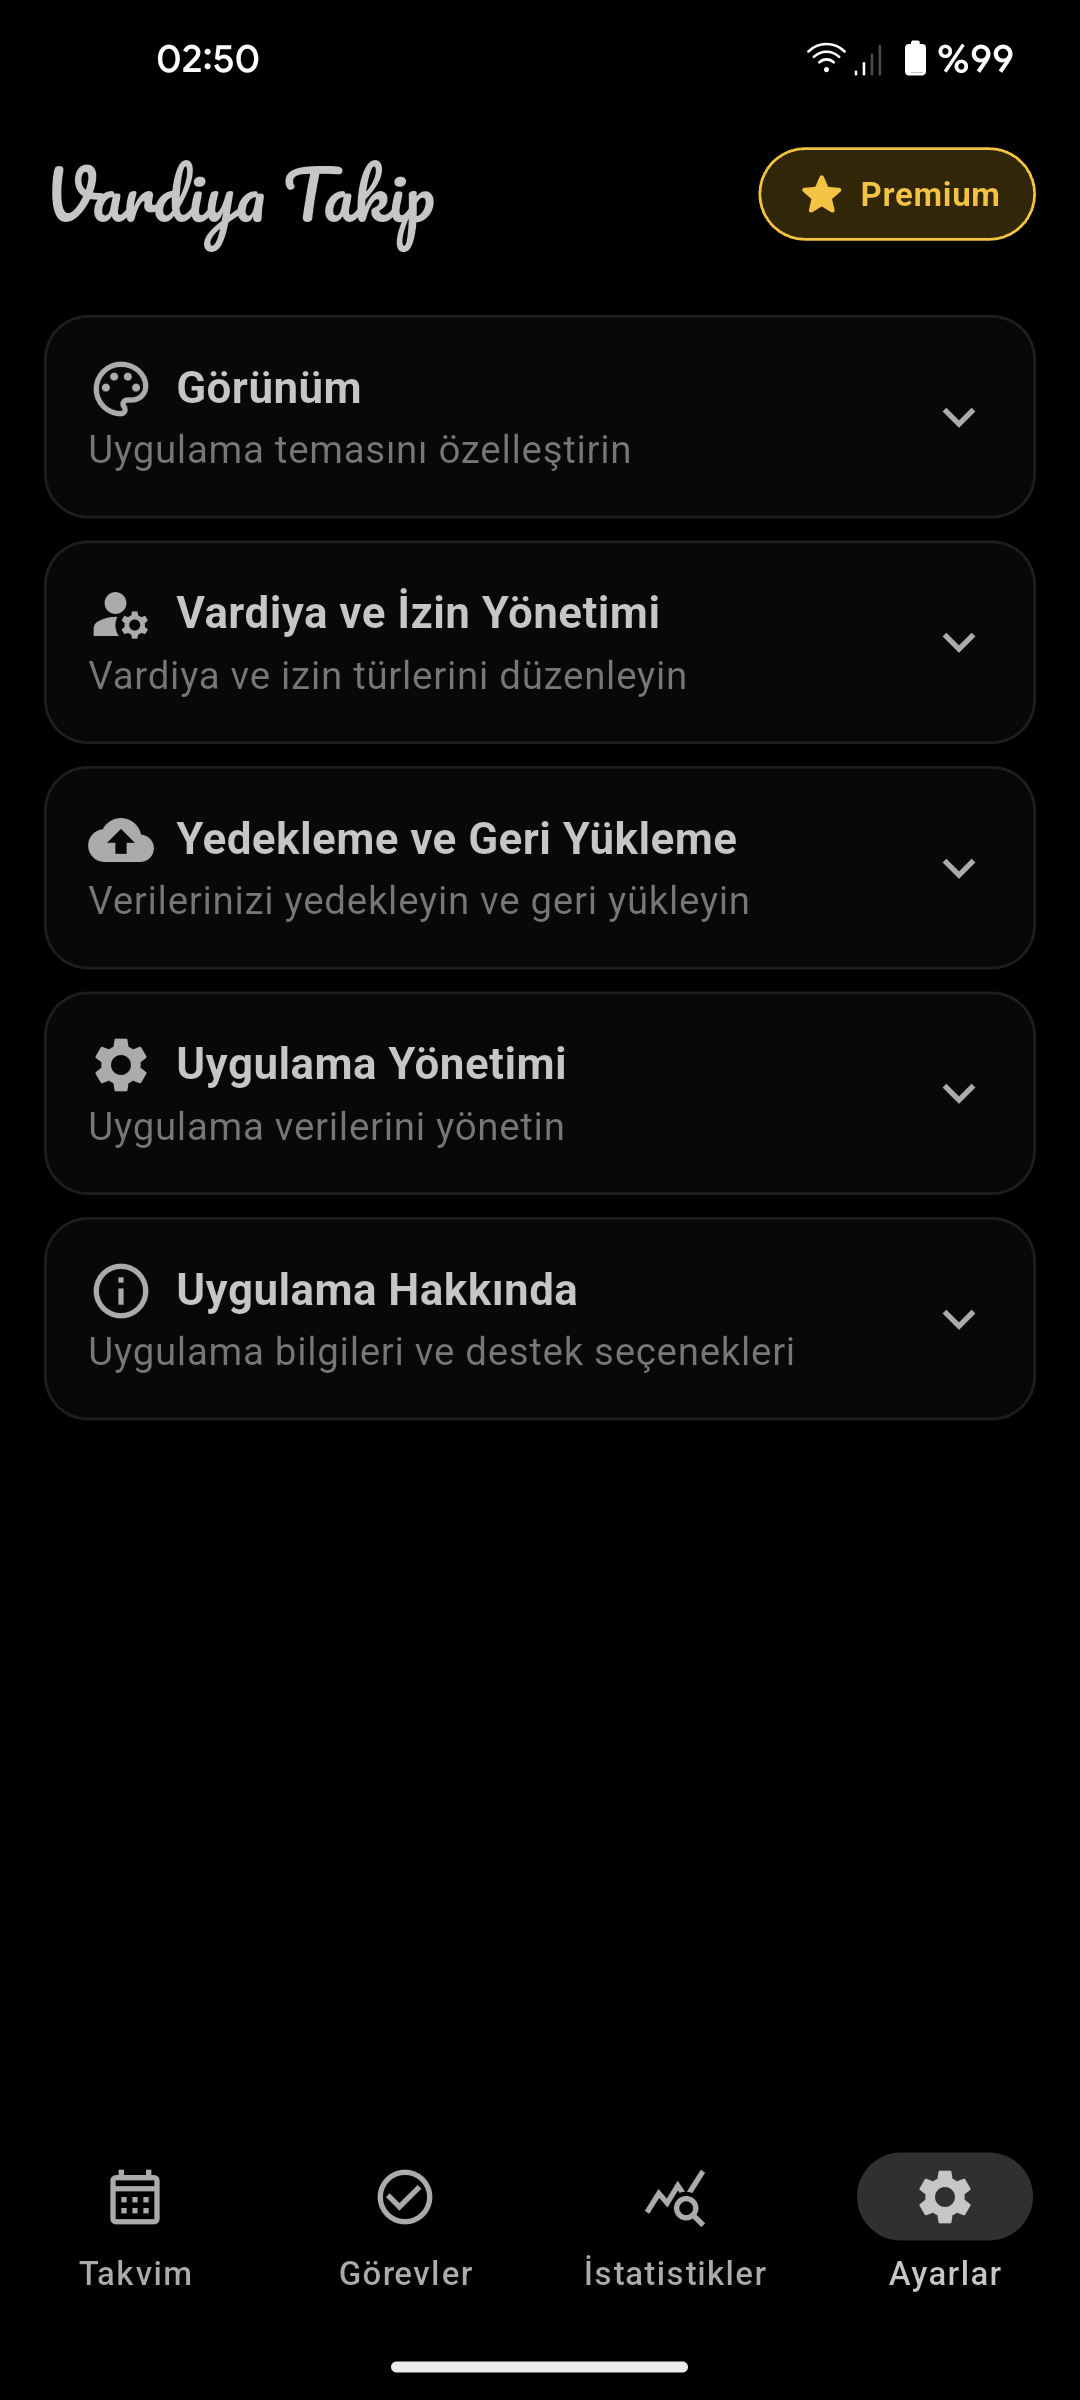 02:50
%99
Vardiya Takip
Premium
Görünüm
Uygulama temasını özelleştirin
Vardiya ve İzin Yönetimi
Vardiya ve izin türlerini düzenleyin
Yedekleme ve Geri Yükleme
Verilerinizi yedekleyin ve geri yükleyin
Uygulama Yönetimi
Uygulama verilerini yönetin
Uygulama Hakkında
Uygulama bilgileri ve destek seçenekleri
Takvim
Görevler
İstatistikler
Ayarlar